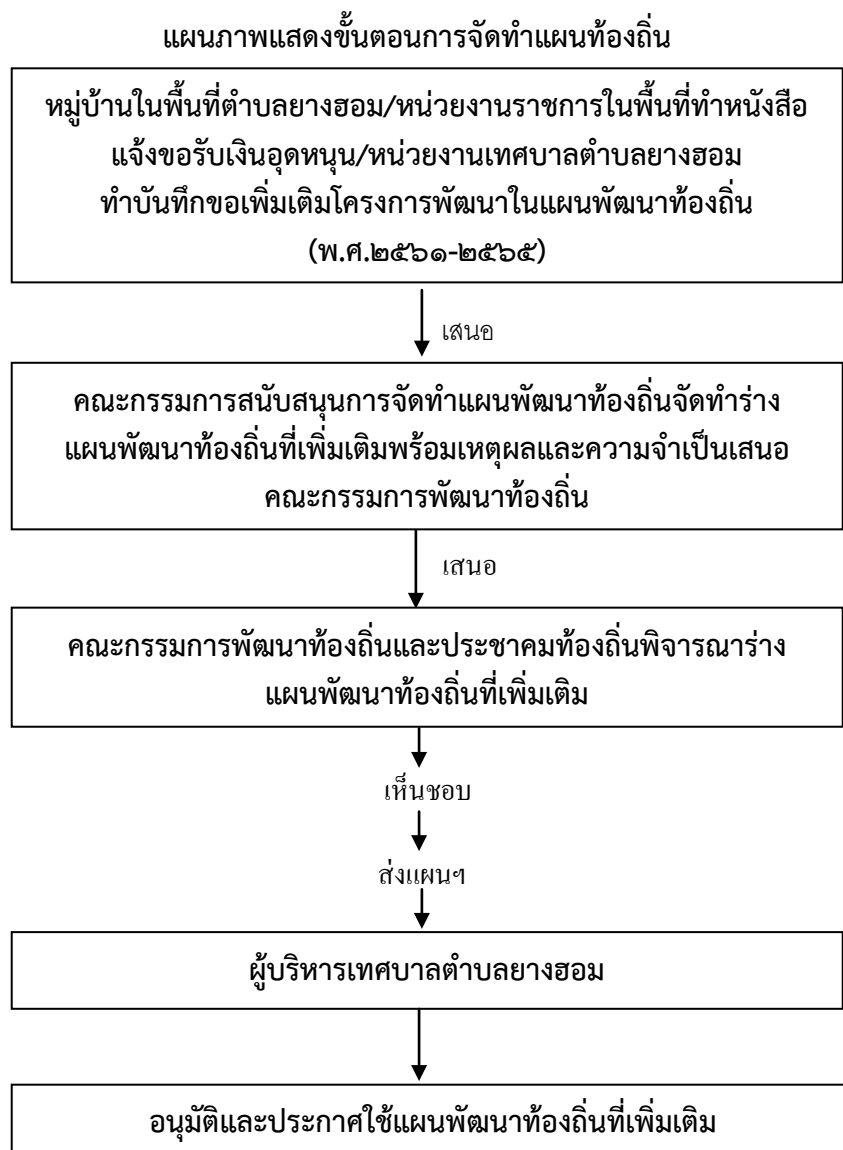 แผนภาพแสดงขั้นตอนการจัดทำแผนท้องถิ่น
หมู่บ้านในพื้นที่ตำบลยางฮอม/หน่วยงานราชการในพื้นที่ทำหนังสือ
แจ้งขอรับเงินอุดหนุน/หน่วยงานเทศบาลตำบลยางฮอม
ทำบันทึกขอเพิ่มเติมโครงการพัฒนาในแผนพัฒนาท้องถิ่น
(พ.ศ.๒๕๖๑-๒๕๖๕)
เสนอ
คณะกรรมการสนับสนุนการจัดทำแผนพัฒนาท้องถิ่นจัดทำร่าง
แผนพัฒนาท้องถิ่นที่เพิ่มเติมพร้อมเหตุผลและความจำเป็นเสนอ
คณะกรรมการพัฒนาท้องถิ่น
เสนอ
คณะกรรมการพัฒนาท้องถิ่นและประชาคมท้องถิ่นพิจารณาร่าง
แผนพัฒนาท้องถิ่นที่เพิ่มเติม
เห็นชอบ
ส่งแผนฯ
ผู้บริหารเทศบาลตำบลยางฮอม
อนุมัติและประกาศใช้แผนพัฒนาท้องถิ่นที่เพิ่มเติม